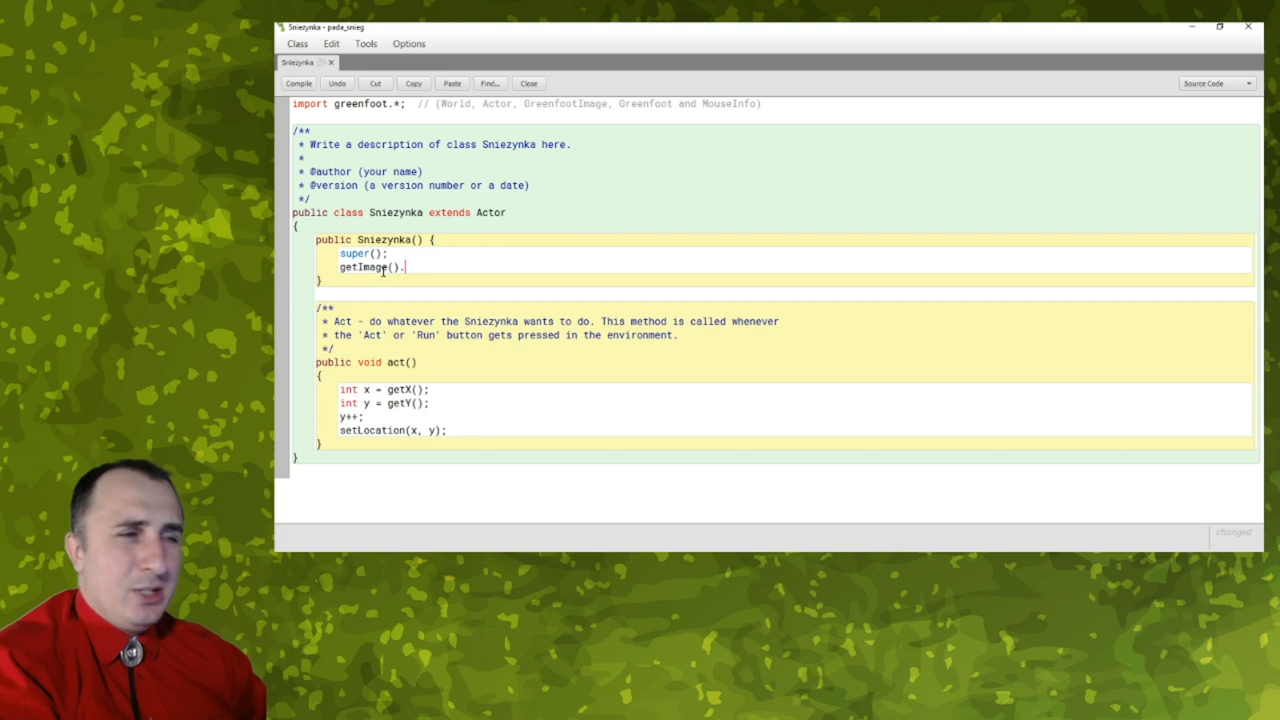 Sniezynka - pada_snieg
Class Edit Tools Options
Sniezynka
Compile Undo Cut Copy Paste Find... Close Source Code
import greenfoot.*;  // (World, Actor, GreenfootImage, Greenfoot and MouseInfo)
/**
 * Write a description of class Sniezynka here.
 *
 * @author (your name)
 * @version (a version number or a date)
 */
public class Sniezynka extends Actor
{
    public Sniezynka() {
        super();
        getImage().
    }
    /**
     * Act - do whatever the Sniezynka wants to do. This method is called whenever
     * the 'Act' or 'Run' button gets pressed in the environment.
     */
    public void act()
    {
        int x = getX();
        int y = getY();
        y++;
        setLocation(x, y);
    }
}
changed